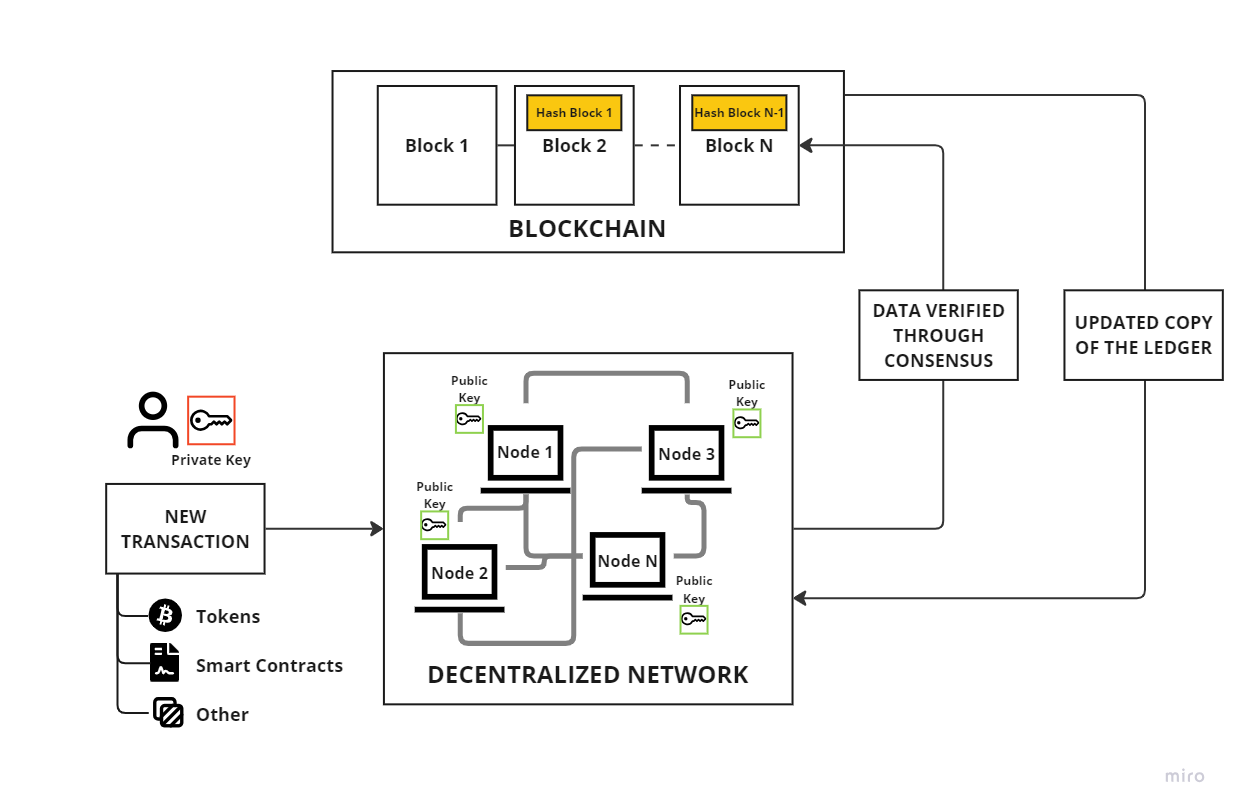 Hash Block 1
Hash Block N-1
Block 1
Block 2
Block N
BLOCKCHAIN
DATA VERIFIED
THROUGH
CONSENSUS
UPDATED COPY
OF THE LEDGER
Private Key
NEW
TRANSACTION
Tokens
Smart Contracts
Other
Public
Key
Node 1
Public
Key
Node 3
Public
Key
Node 2
Node N
Public
Key
DECENTRALIZED NETWORK
miro